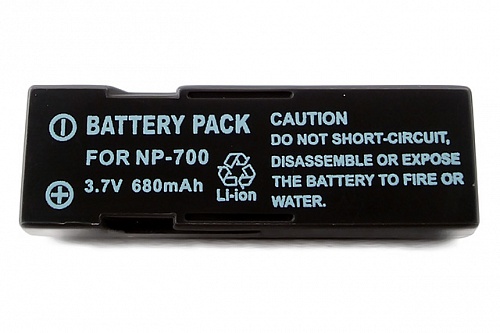 BATTERY PACK
FOR NP-700
3.7V 680mAh
Li-ion
CAUTION
DO NOT SHORT-CIRCUIT,
DISASSEMBLE OR EXPOSE
THE BATTERY TO FIRE OR
WATER.